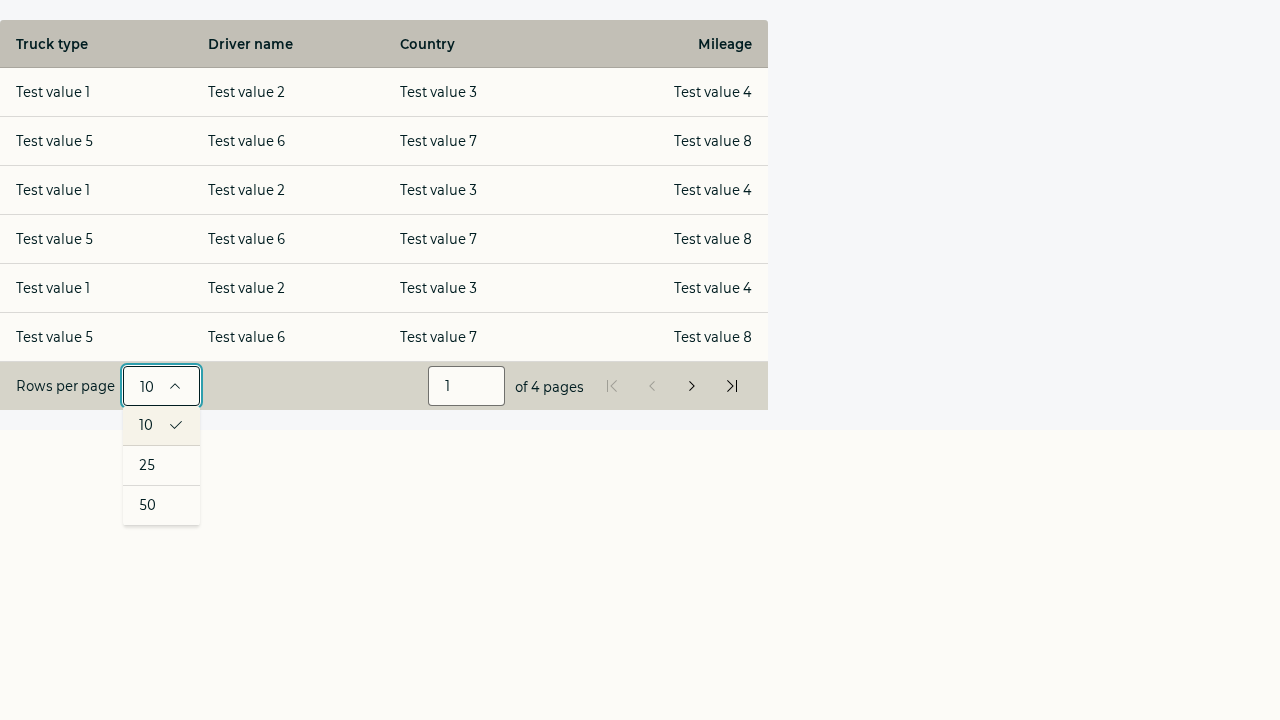 Truck type Driver name Country Mileage
Test value 1 Test value 2 Test value 3 Test value 4
Test value 5 Test value 6 Test value 7 Test value 8
Test value 1 Test value 2 Test value 3 Test value 4
Test value 5 Test value 6 Test value 7 Test value 8
Test value 1 Test value 2 Test value 3 Test value 4
Test value 5 Test value 6 Test value 7 Test value 8
Rows per page 10 1 of 4 pages
10
25
50